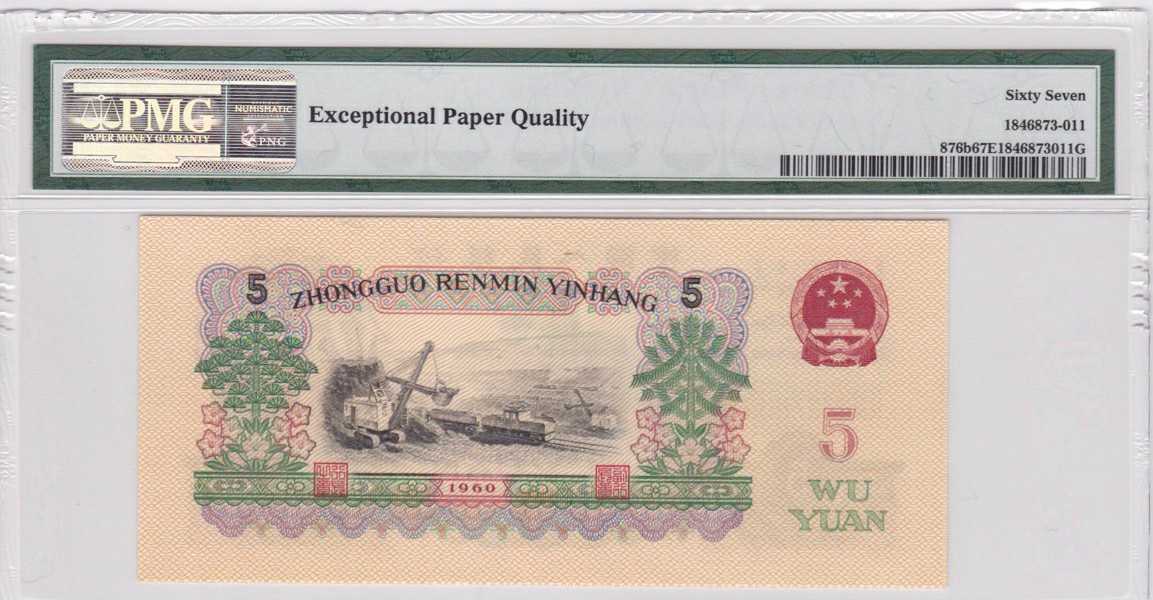 PMG
PAPER MONEY GUARANTY
NUMISMATIC
PNG
Exceptional Paper Quality
Sixty Seven
1846873-011
876b67E1846873011G
5
ZHONGGUO RENMIN YINHANG
5
1960
5
WU
YUAN